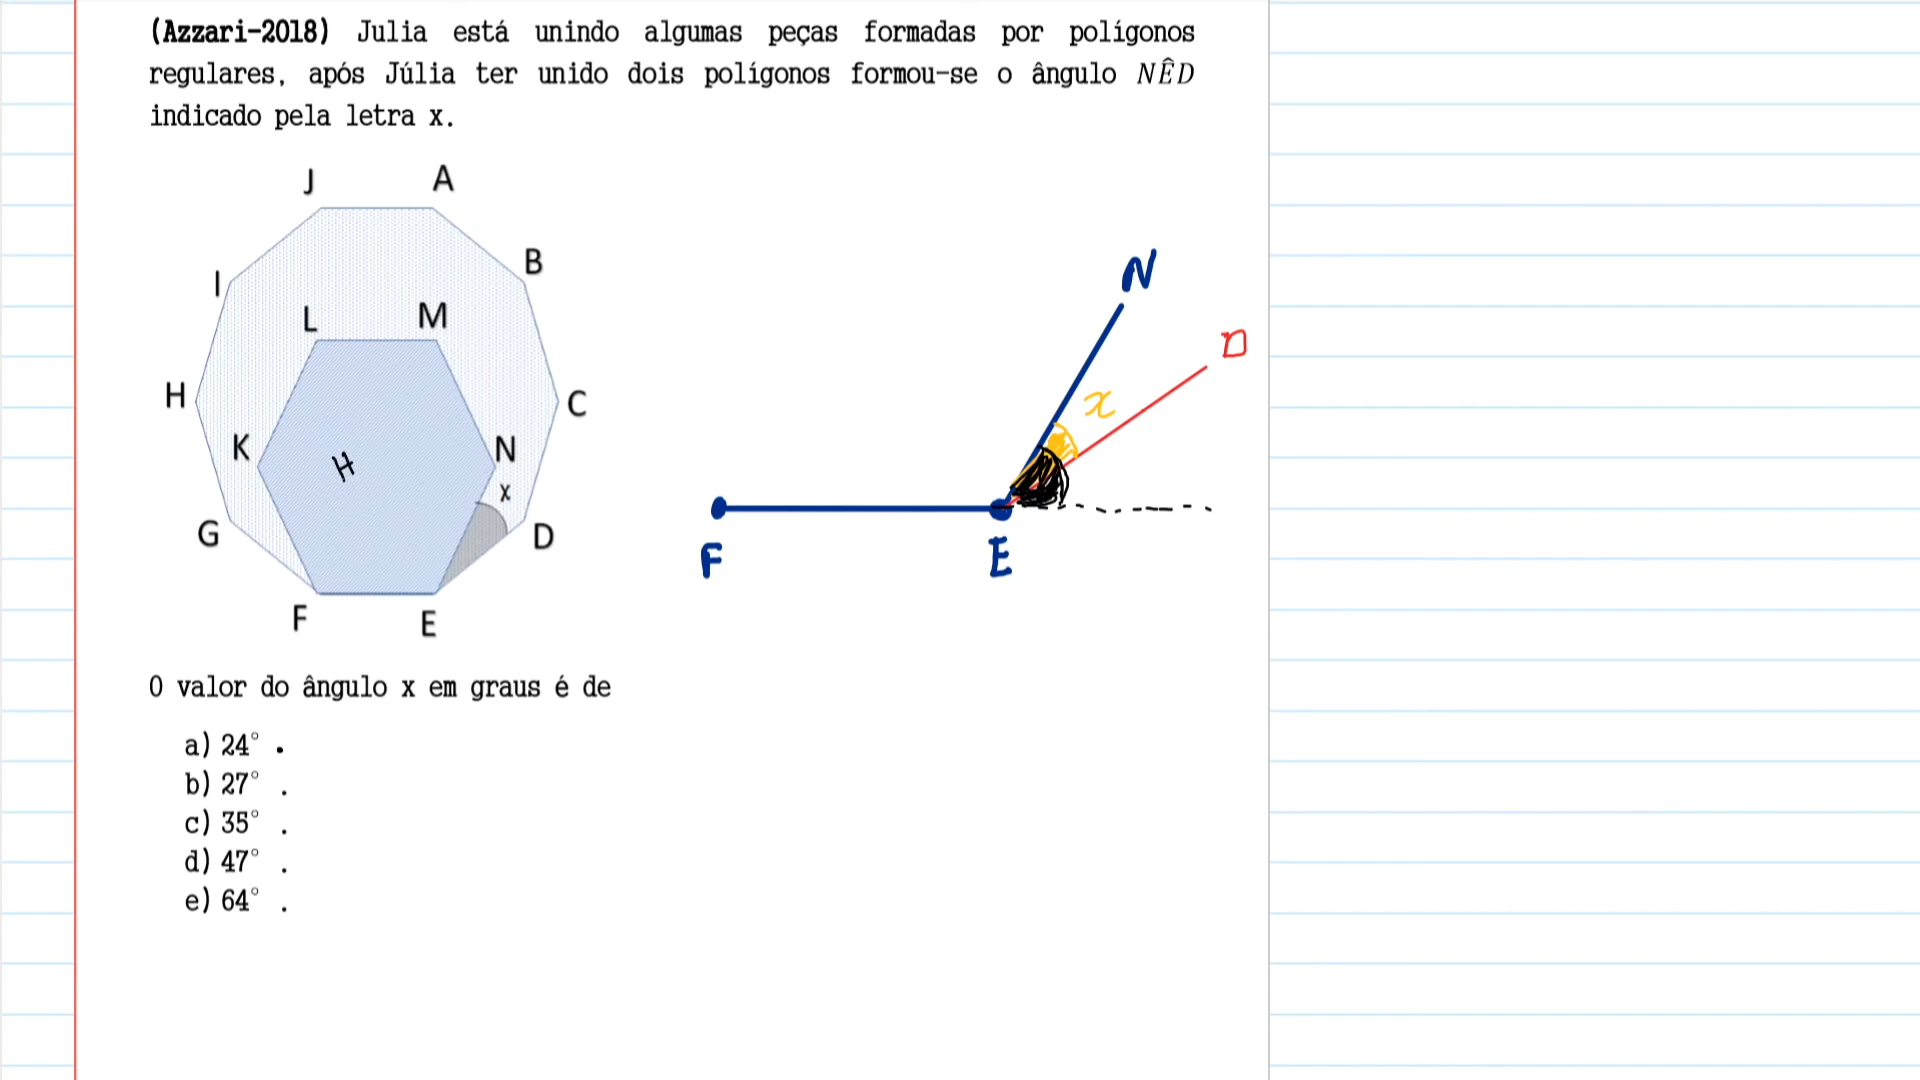 (Azzari-2018) Julia está unindo algumas peças formadas por polígonos
regulares, após Júlia ter unido dois polígonos formou-se o ângulo NÊD
indicado pela letra x.
J A
B
I
L M
H C
K N
H
x
G D
F E
N
D
x
F E
O valor do ângulo x em graus é de
a) 24° .
b) 27° .
c) 35° .
d) 47° .
e) 64° .